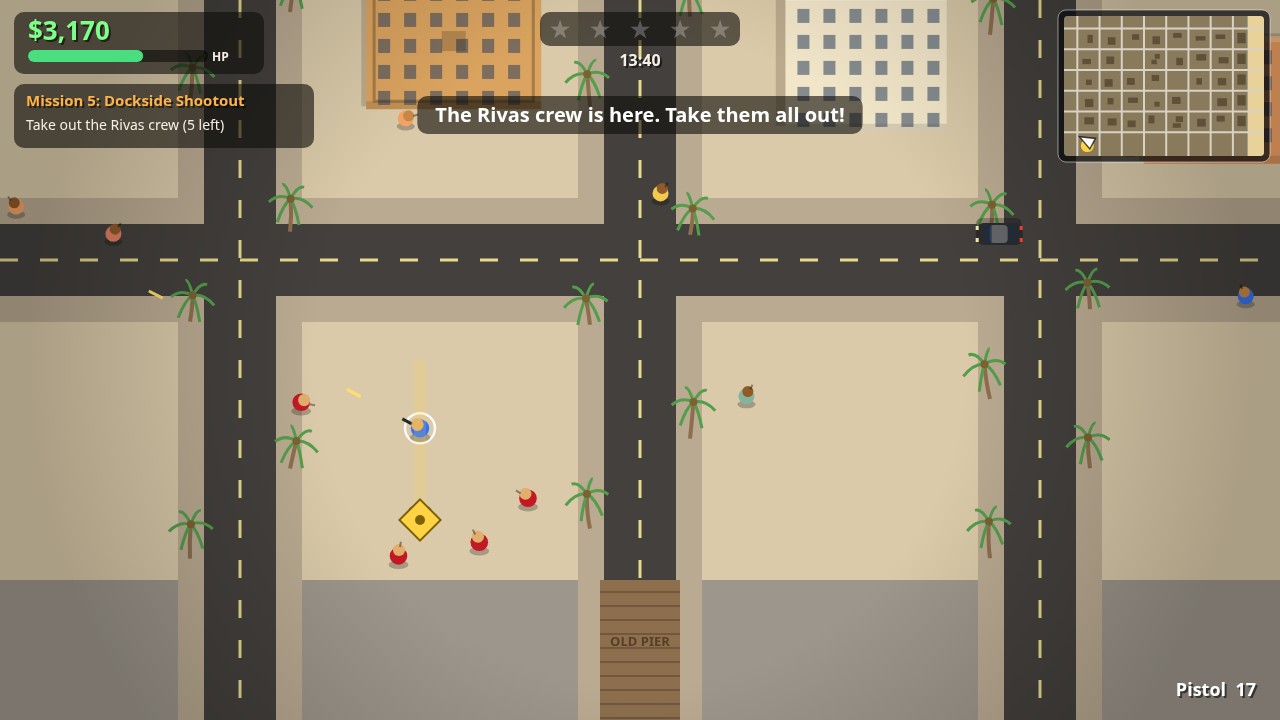 $3,170
HP
Mission 5: Dockside Shootout
Take out the Rivas crew (5 left)
13:40
The Rivas crew is here. Take them all out!
OLD PIER
Pistol 17